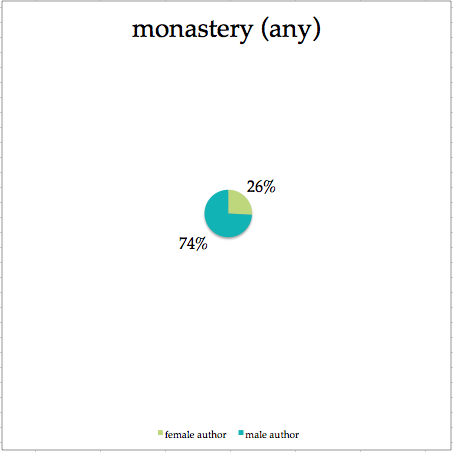 monastery (any)
26%
74%
female author male author